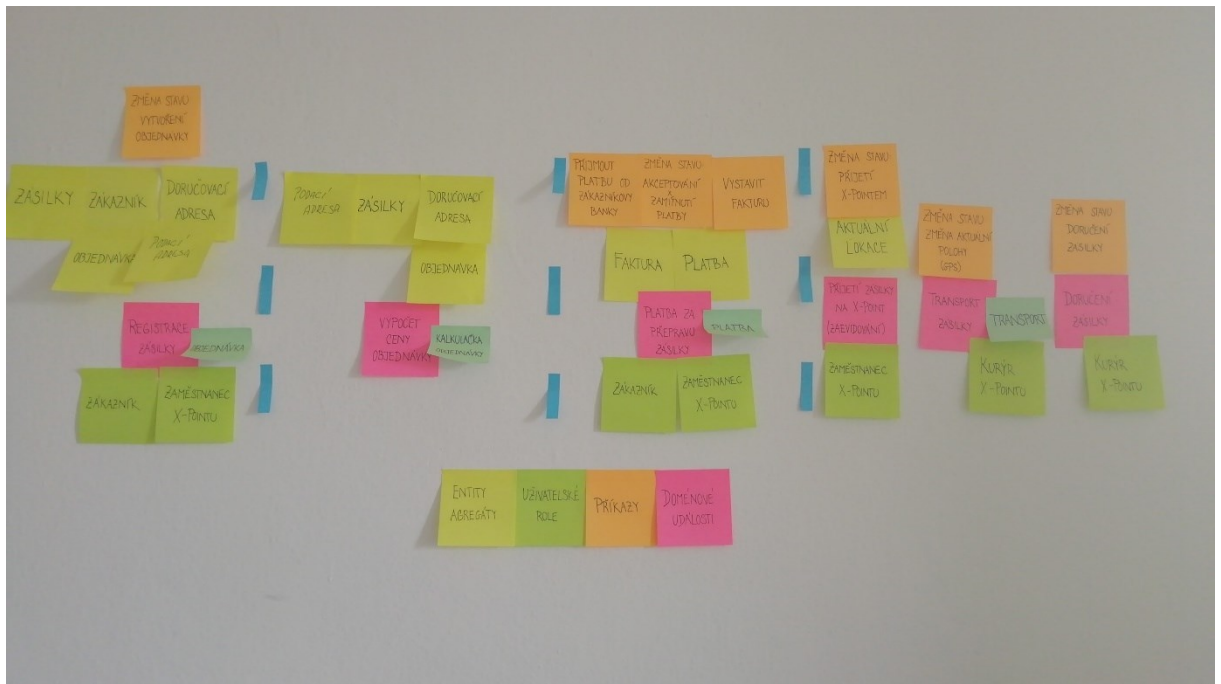 ZMĚNA STAVU
VYTVOŘENÍ
OBJEDNÁVKY
ZÁSILKY
ZÁKAZNÍK
DORUČOVACÍ
ADRESA
OBJEDNÁVKA
PODACÍ
ADRESA
REGISTRACE
ZÁSILKY
OBJEDNÁVKA
ZÁKAZNÍK
ZAMĚSTNANEC
X-POINTU
PODACÍ
ADRESA
ZÁSILKY
DORUČOVACÍ
ADRESA
OBJEDNÁVKA
VÝPOČET
CENY
OBJEDNÁVKY
KALKULAČKA
OBJEDNÁVKY
PŘIJMOUT
PLATBU OD
ZÁKAZNÍKOVY
BANKY
ZMĚNA STAVU
AKCEPTOVÁNÍ
ZAMÍTNUTÍ
PLATBY
VYSTAVIT
FAKTURU
FAKTURA
PLATBA
PLATBA ZA
PŘEPRAVU
ZÁSILKY
PLATBA
ZÁKAZNÍK
ZAMĚSTNANEC
X-POINTU
ZMĚNA STAVU
PŘIJETÍ
X-POINTEM
AKTUÁLNÍ
LOKACE
PŘIJETÍ ZÁSILKY
NA X-POINT
(ZAEVIDOVÁNÍ)
ZAMĚSTNANEC
X-POINTU
ZMĚNA STAVU
ZMĚNA AKTUÁLNÍ
POLOHY
(GPS)
TRANSPORT
ZÁSILKY
TRANSPORT
KURÝR
X-POINTU
ZMĚNA STAVU
DORUČENÍ
ZÁSILKY
DORUČENÍ
ZÁSILKY
KURÝR
X-POINTU
ENTITY
AGREGÁTY
UŽIVATELSKÉ
ROLE
PŘÍKAZY
DOMÉNOVÉ
UDÁLOSTI